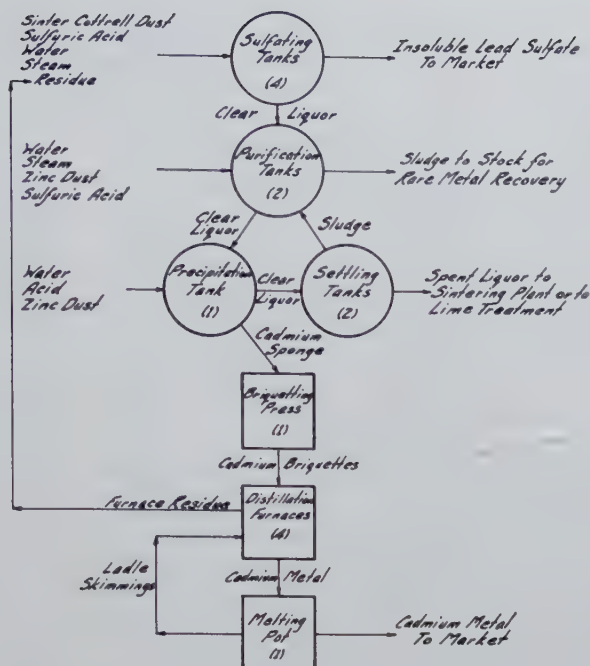 Sinter Cottrell Dust
Sulfuric Acid
Water
Steam
Residue
Sulfating
Tanks
(4)
Insoluble Lead Sulfate
To Market
Clear Liquor
Water
Steam
Zinc Dust
Sulfuric Acid
Purification
Tanks
(2)
Sludge to Stock for
Rare Metal Recovery
Clear
Liquor
Sludge
Water
Acid
Zinc Dust
Precipitation
Tank
(1)
Clear
Liquor
Settling
Tanks
(2)
Spent Liquor to
Sintering Plant or to
Lime Treatment
Cadmium
Sponge
Briquetting
Press
(1)
Cadmium Briquettes
Furnace Residue
Distillation
Furnaces
(4)
Ladle
Skimmings
Cadmium Metal
Melting
Pot
(1)
Cadmium Metal
To Market